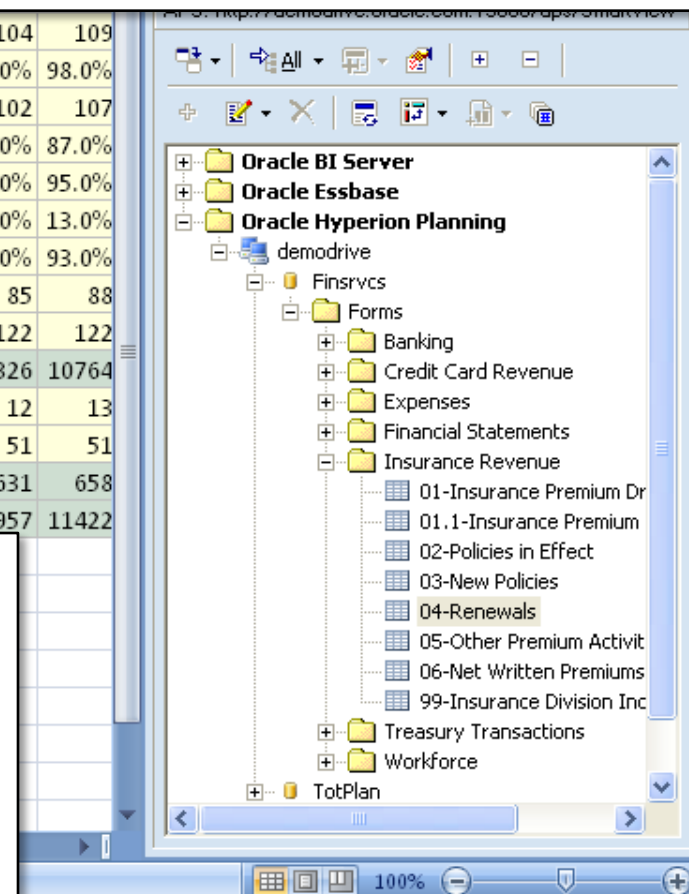 104 109
0% 98.0%
102 107
0% 87.0%
0% 95.0%
0% 13.0%
0% 93.0%
85 88
122 122
326 10764
12 13
51 51
631 658
957 11422
All
Oracle BI Server
Oracle Essbase
Oracle Hyperion Planning
demodrive
Finsrvcs
Forms
Banking
Credit Card Revenue
Expenses
Financial Statements
Insurance Revenue
01-Insurance Premium Dr
01.1-Insurance Premium
02-Policies in Effect
03-New Policies
04-Renewals
05-Other Premium Activit
06-Net Written Premiums
99-Insurance Division Inc
Treasury Transactions
Workforce
TotPlan
100%